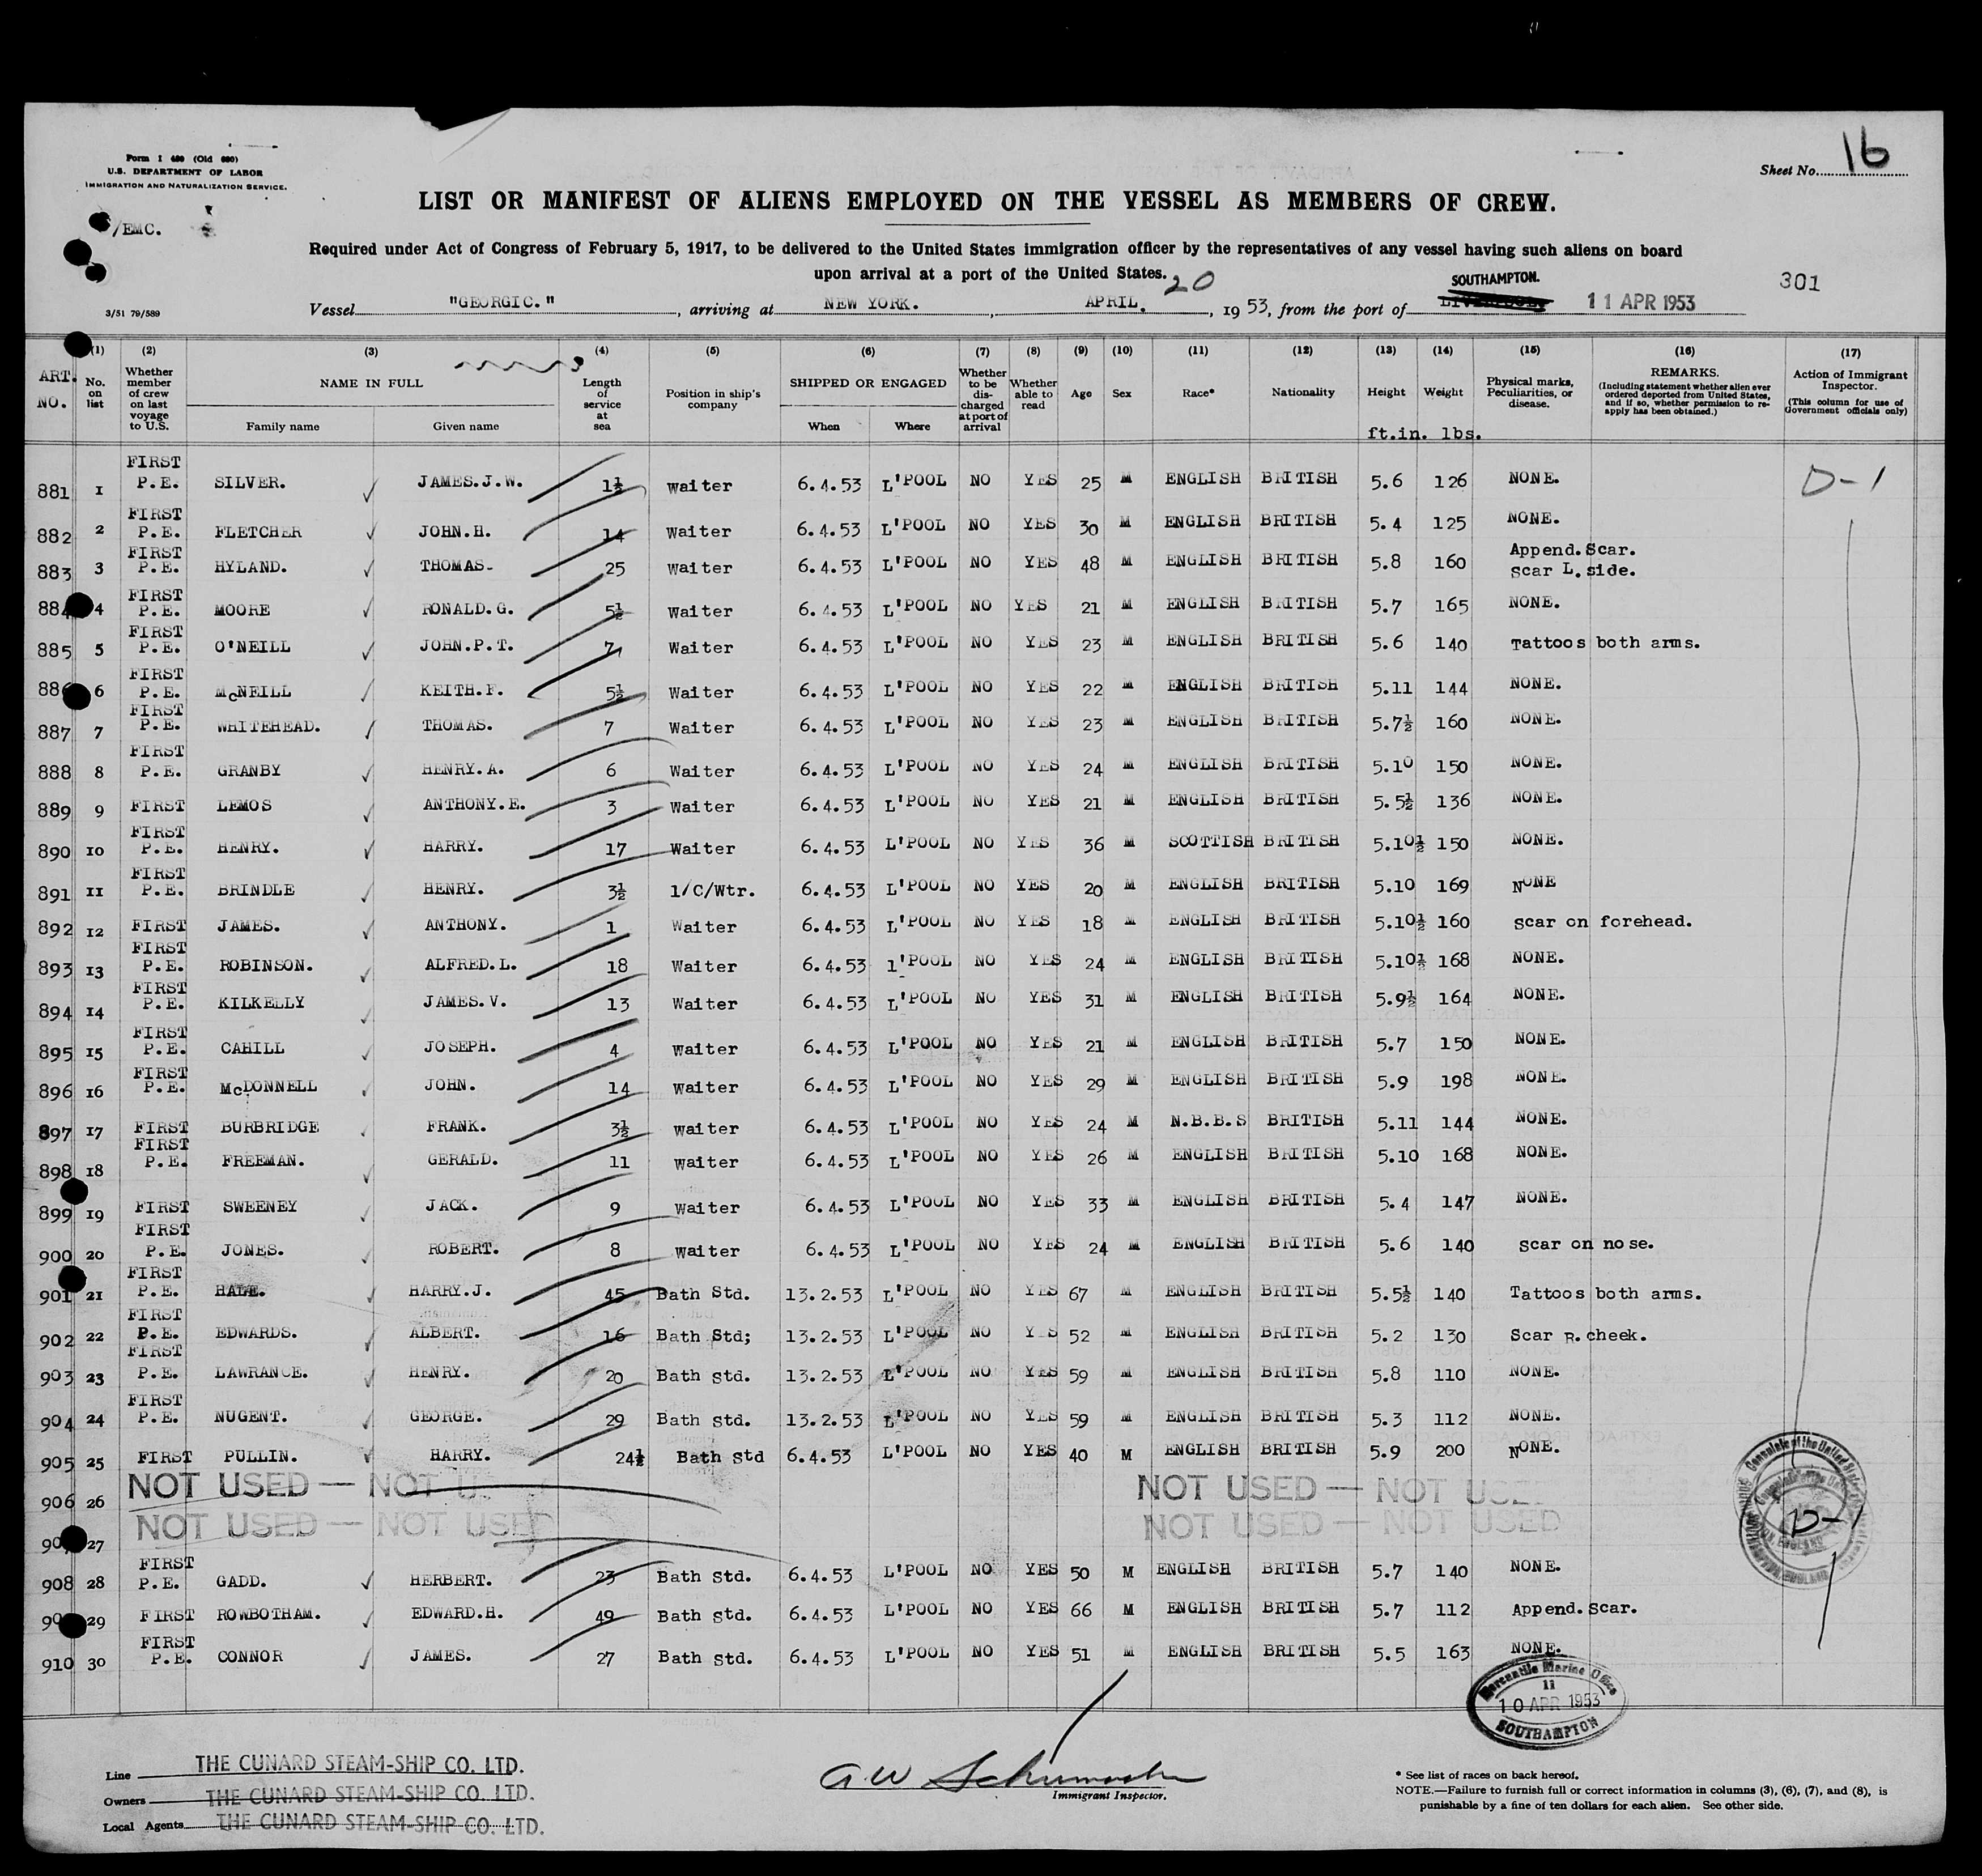 Form I 480 (Old 680)
U.S. DEPARTMENT OF LABOR
IMMIGRATION AND NATURALIZATION SERVICE.
/EMC.
Sheet No. 16
LIST OR MANIFEST OF ALIENS EMPLOYED ON THE VESSEL AS MEMBERS OF CREW.
Required under Act of Congress of February 5, 1917, to be delivered to the United States immigration officer by the representatives of any vessel having such aliens on board
upon arrival at a port of the United States.
3/51 79/589
Vessel "GEORGIC.", arriving at NEW YORK., APRIL. 20, 1953, from the port of LIVERPOOL. SOUTHAMPTON. 11 APR 1953 301
ART. NO. (1) No. on list (2) Whether member of crew on last voyage to U.S. (3) NAME IN FULL Family name Given name (4) Length of service at sea (5) Position in ship's company (6) SHIPPED OR ENGAGED When Where (7) Whether to be discharged at port of arrival (8) Whether able to read (9) Age (10) Sex (11) Race* (12) Nationality (13) Height (14) Weight (15) Physical marks, Peculiarities, or disease. (16) REMARKS. (Including statement whether alien ever ordered deported from United States, and if so, whether permission to re-apply has been obtained.) (17) Action of Immigrant Inspector. (This column for use of Government officials only)
ft.in. lbs.
881 1 FIRST P.E. SILVER. JAMES.J.W. 1½ Waiter 6.4.53 L'POOL NO YES 25 M ENGLISH BRITISH 5.6 126 NONE. D-1
882 2 FIRST P.E. FLETCHER JOHN.H. 14 Waiter 6.4.53 L'POOL NO YES 30 M ENGLISH BRITISH 5.4 125 NONE.
883 3 FIRST P.E. HYLAND. THOMAS. 25 Waiter 6.4.53 L'POOL NO YES 48 M ENGLISH BRITISH 5.8 160 Append.Scar. scar L.side.
884 4 FIRST P.E. MOORE RONALD.G. 5½ Waiter 6.4.53 L'POOL NO YES 21 M ENGLISH BRITISH 5.7 165 NONE.
885 5 FIRST P.E. O'NEILL JOHN.P.T. 7 Waiter 6.4.53 L'POOL NO YES 23 M ENGLISH BRITISH 5.6 140 Tattoos both arms.
886 6 FIRST P.E. McNEILL KEITH.F. 5½ Waiter 6.4.53 L'POOL NO YES 22 M ENGLISH BRITISH 5.11 144 NONE.
887 7 FIRST P.E. WHITEHEAD. THOMAS. 7 Waiter 6.4.53 L'POOL NO YES 23 M ENGLISH BRITISH 5.7½ 160 NONE.
888 8 FIRST P.E. GRANBY HENRY.A. 6 Waiter 6.4.53 L'POOL NO YES 24 M ENGLISH BRITISH 5.10 150 NONE.
889 9 FIRST LEMOS ANTHONY.E. 3 Waiter 6.4.53 L'POOL NO YES 21 M ENGLISH BRITISH 5.5½ 136 NONE.
890 10 FIRST P.E. HENRY. HARRY. 17 Waiter 6.4.53 L'POOL NO YES 36 M SCOTTISH BRITISH 5.10½ 150 NONE.
891 11 FIRST P.E. BRINDLE HENRY. 3½ 1/C/Wtr. 6.4.53 L'POOL NO YES 20 M ENGLISH BRITISH 5.10 169 NONE
892 12 FIRST JAMES. ANTHONY. 1 Waiter 6.4.53 L'POOL NO YES 18 M ENGLISH BRITISH 5.10½ 160 scar on forehead.
893 13 FIRST P.E. ROBINSON. ALFRED.L. 18 Waiter 6.4.53 l'POOL NO YES 24 M ENGLISH BRITISH 5.10½ 168 NONE.
894 14 FIRST P.E. KILKELLY JAMES.V. 13 Waiter 6.4.53 L'POOL NO YES 31 M ENGLISH BRITISH 5.9½ 164 NONE.
895 15 FIRST P.E. CAHILL JOSEPH. 4 Waiter 6.4.53 L'POOL NO YES 21 M ENGLISH BRITISH 5.7 150 NONE.
896 16 FIRST P.E. McDONNELL JOHN. 14 Waiter 6.4.53 L'POOL NO YES 29 M ENGLISH BRITISH 5.9 198 NONE.
897 17 FIRST BURBRIDGE FRANK. 3½ Waiter 6.4.53 L'POOL NO YES 24 M N.B.B.S BRITISH 5.11 144 NONE.
898 18 FIRST P.E. FREEMAN. GERALD. 11 Waiter 6.4.53 L'POOL NO YES 26 M ENGLISH BRITISH 5.10 168 NONE.
899 19 FIRST SWEENEY JACK. 9 Waiter 6.4.53 L'POOL NO YES 33 M ENGLISH BRITISH 5.4 147 NONE.
900 20 FIRST P.E. JONES. ROBERT. 8 Waiter 6.4.53 L'POOL NO YES 24 M ENGLISH BRITISH 5.6 140 scar on nose.
901 21 FIRST P.E. HALE. HARRY.J. 45 Bath Std. 13.2.53 L'POOL NO YES 67 M ENGLISH BRITISH 5.5½ 140 Tattoos both arms.
902 22 FIRST P.E. EDWARDS. ALBERT. 16 Bath Std; 13.2.53 L'POOL NO YES 52 M ENGLISH BRITISH 5.2 130 Scar R.cheek.
903 23 FIRST P.E. LAWRANCE. HENRY. 20 Bath std. 13.2.53 L'POOL NO YES 59 M ENGLISH BRITISH 5.8 110 NONE.
904 24 FIRST P.E. NUGENT. GEORGE. 29 Bath std. 13.2.53 L'POOL NO YES 59 M ENGLISH BRITISH 5.3 112 NONE.
905 25 FIRST PULLIN. HARRY. 24½ Bath std 6.4.53 L'POOL NO YES 40 M ENGLISH BRITISH 5.9 200 NONE.
906 26 NOT USED — NOT U NOT USED — NOT USE
90 27 NOT USED — NOT USED NOT USED — NOT USED D-1
908 28 FIRST P.E. GADD. HERBERT. 23 Bath std. 6.4.53 L'POOL NO YES 50 M ENGLISH BRITISH 5.7 140 NONE.
90 29 FIRST ROWBOTHAM. EDWARD.H. 49 Bath std. 6.4.53 L'POOL NO YES 66 M ENGLISH BRITISH 5.7 112 Append.Scar.
910 30 FIRST P.E. CONNOR JAMES. 27 Bath std. 6.4.53 L'POOL NO YES 51 M ENGLISH BRITISH 5.5 163 NONE.
Mercantile Marine Office
11
10 APR 1953
SOUTHAMPTON
Line THE CUNARD STEAM-SHIP CO. LTD.
Owners THE CUNARD STEAM-SHIP CO. LTD.
Local Agents THE CUNARD STEAM-SHIP CO. LTD.
A W Schumacher
Immigrant Inspector.
* See list of races on back hereof.
NOTE.—Failure to furnish full or correct information in columns (3), (6), (7), and (8), is
punishable by a fine of ten dollars for each alien. See other side.